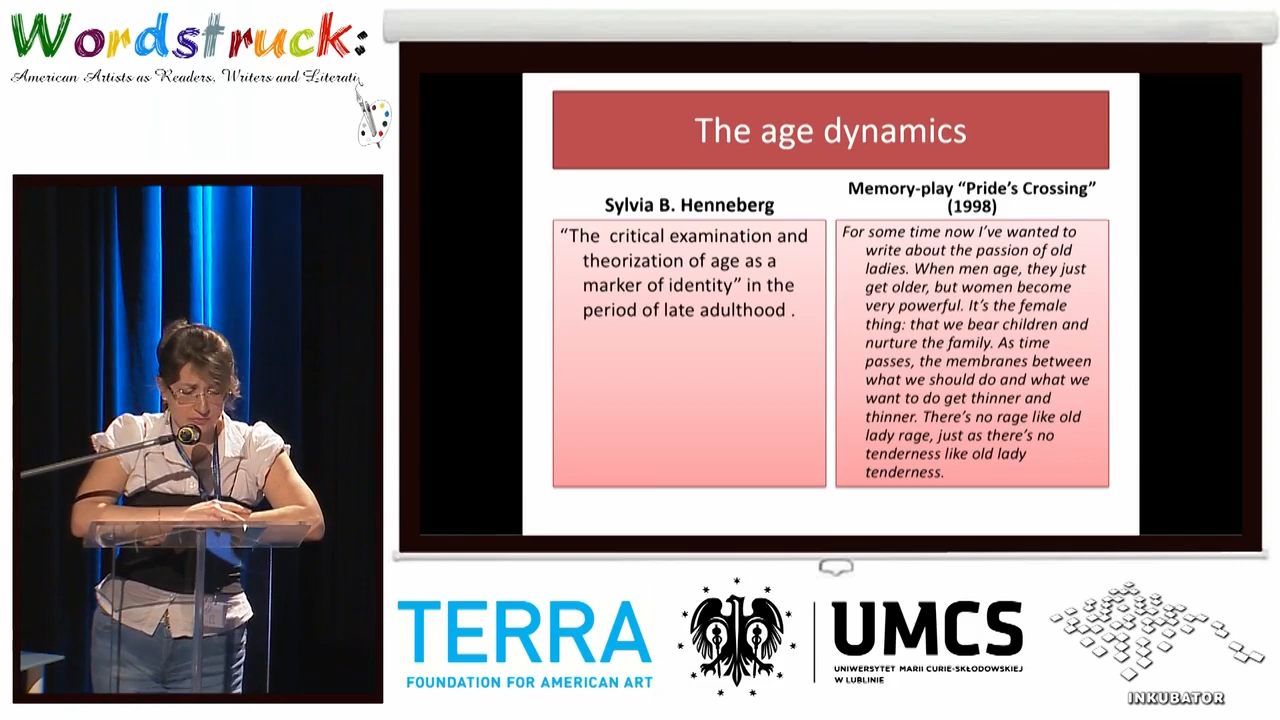 Wordstruck:
American Artists as Readers, Writers and Literati
The age dynamics
Sylvia B. Henneberg
“The critical examination and
theorization of age as a
marker of identity” in the
period of late adulthood .
Memory-play “Pride’s Crossing”
(1998)
For some time now I’ve wanted to
write about the passion of old
ladies. When men age, they just
get older, but women become
very powerful. It’s the female
thing: that we bear children and
nurture the family. As time
passes, the membranes between
what we should do and what we
want to do get thinner and
thinner. There’s no rage like old
lady rage, just as there’s no
tenderness like old lady
tenderness.
TERRA
FOUNDATION FOR AMERICAN ART
UMCS
UNIWERSYTET MARII CURIE-SKŁODOWSKIEJ
W LUBLINIE
INKUBATOR